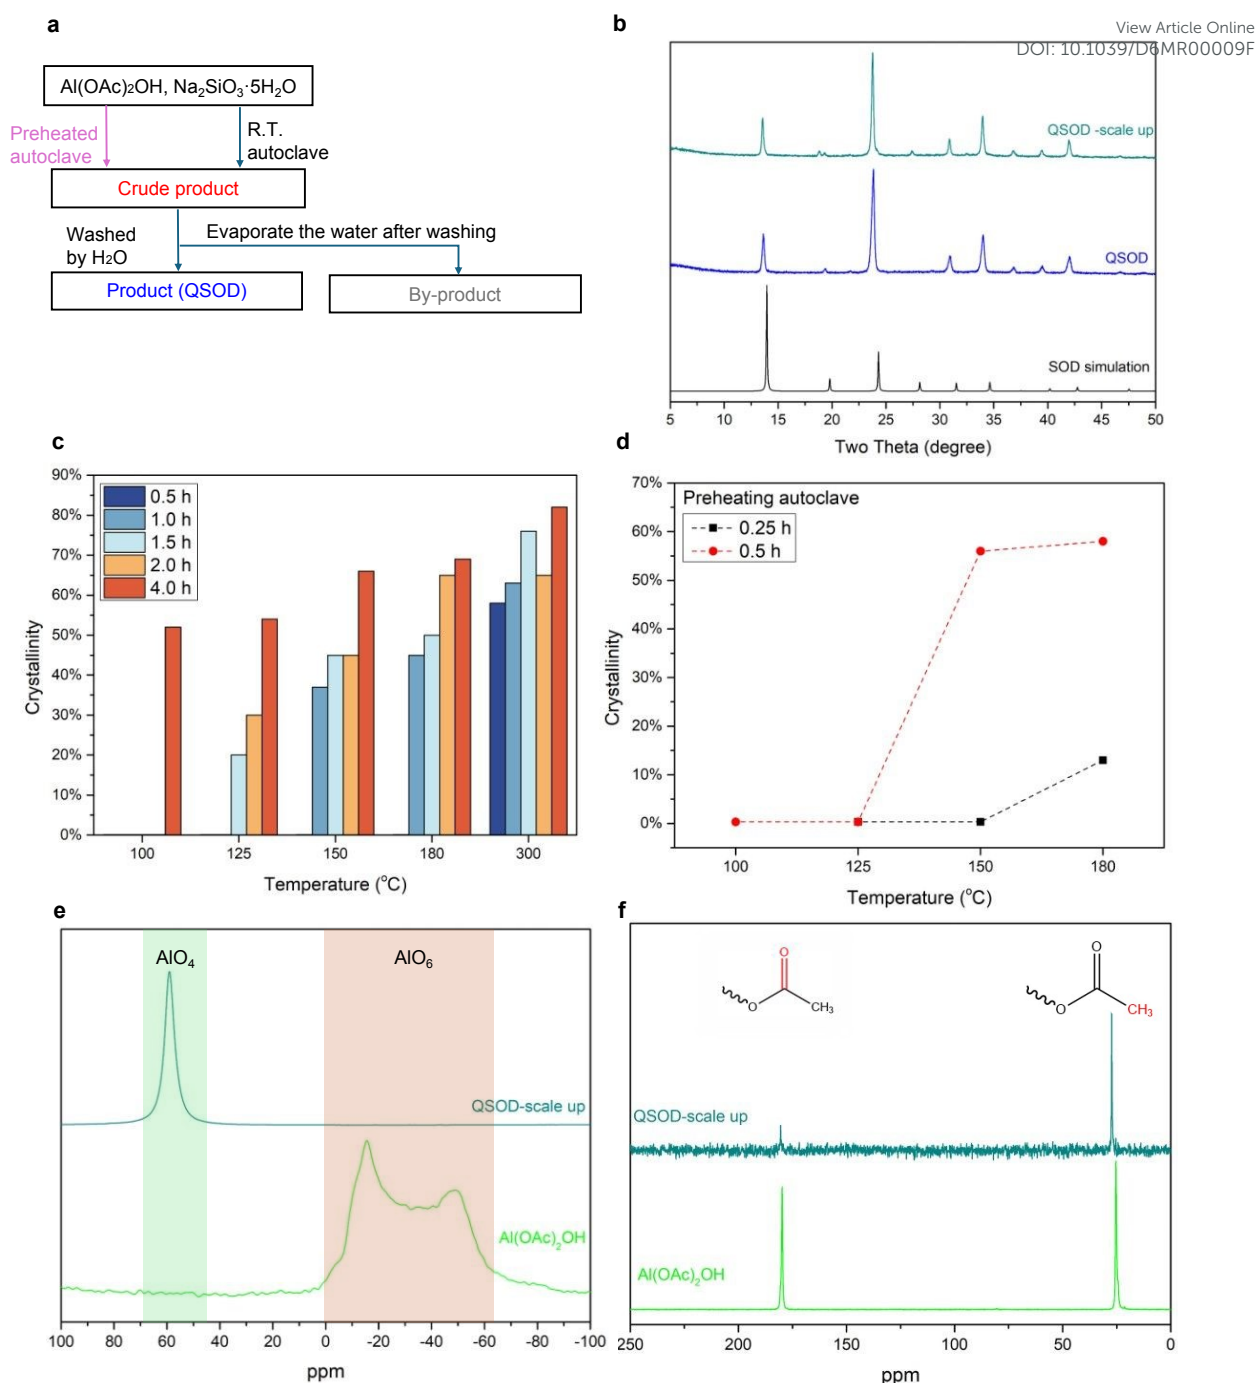 View Article Online
DOI: 10.1039/D6MR00009F
a
Al(OAc)2OH, Na2SiO3·5H2O
Preheated
autoclave
R.T.
autoclave
Crude product
Washed
by H2O
Evaporate the water after washing
Product (QSOD)
By-product
b
QSOD -scale up
QSOD
SOD simulation
5 10 15 20 25 30 35 40 45 50
Two Theta (degree)
c
90%
80%
70%
60%
50%
40%
30%
20%
10%
0%
Crystallinity
0.5 h
1.0 h
1.5 h
2.0 h
4.0 h
100 125 150 180 300
Temperature (°C)
d
70%
60%
50%
40%
30%
20%
10%
0%
Crystallinity
Preheating autoclave
0.25 h
0.5 h
100 125 150 180
Temperature (°C)
e
AlO4
AlO6
QSOD-scale up
Al(OAc)2OH
100 80 60 40 20 0 -20 -40 -60 -80 -100
ppm
f
O
O
CH3
O
O
CH3
QSOD-scale up
Al(OAc)2OH
250 200 150 100 50 0
ppm